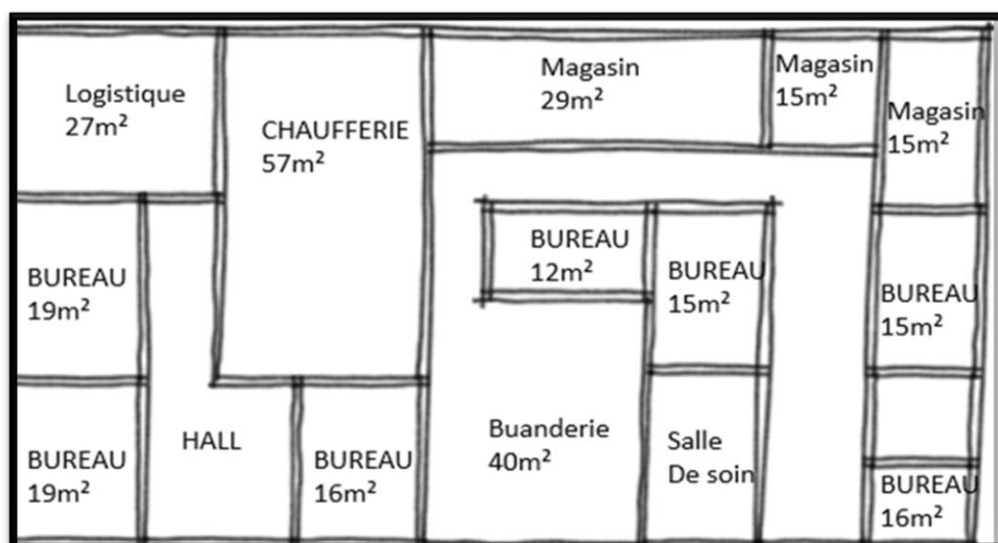 Logistique
27m²
CHAUFFERIE
57m²
Magasin
29m²
Magasin
15m²
Magasin
15m²
BUREAU
19m²
BUREAU
12m²
BUREAU
15m²
BUREAU
15m²
HALL
BUREAU
19m²
BUREAU
16m²
Buanderie
40m²
Salle
De soin
BUREAU
16m²